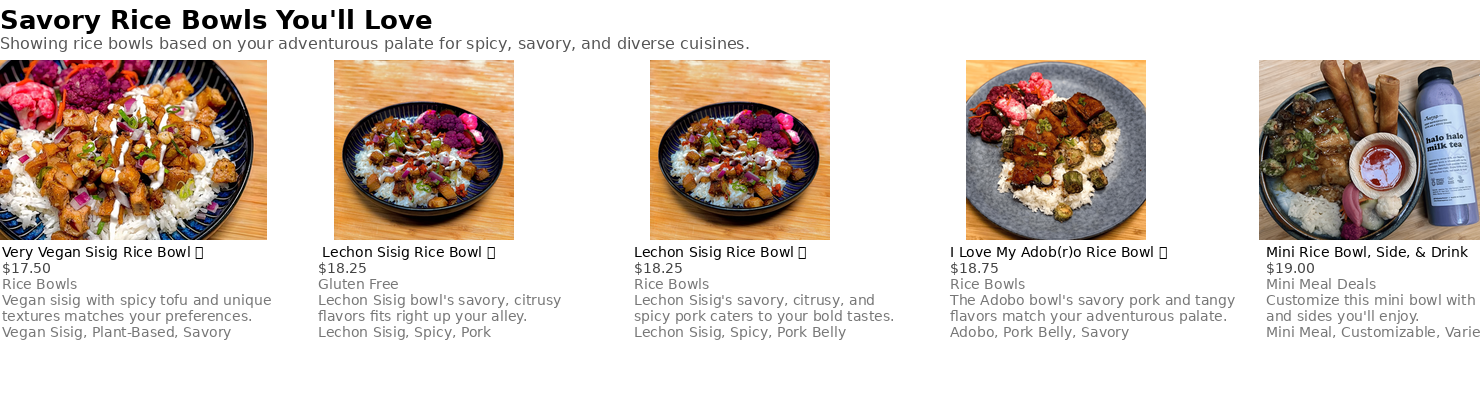 Savory Rice Bowls You'll Love
Showing rice bowls based on your adventurous palate for spicy, savory, and diverse cuisines.
halo halo
milk tea
Very Vegan Sisig Rice Bowl
$17.50
Rice Bowls
Vegan sisig with spicy tofu and unique
textures matches your preferences.
Vegan Sisig, Plant-Based, Savory
Lechon Sisig Rice Bowl
$18.25
Gluten Free
Lechon Sisig bowl's savory, citrusy
flavors fits right up your alley.
Lechon Sisig, Spicy, Pork
Lechon Sisig Rice Bowl
$18.25
Rice Bowls
Lechon Sisig's savory, citrusy, and
spicy pork caters to your bold tastes.
Lechon Sisig, Spicy, Pork Belly
I Love My Adob(r)o Rice Bowl
$18.75
Rice Bowls
The Adobo bowl's savory pork and tangy
flavors match your adventurous palate.
Adobo, Pork Belly, Savory
Mini Rice Bowl, Side, & Drink
$19.00
Mini Meal Deals
Customize this mini bowl with
and sides you'll enjoy.
Mini Meal, Customizable, Varie